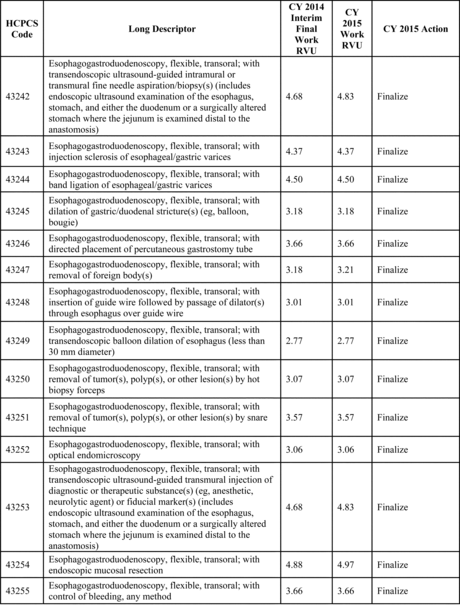 HCPCS Code Long Descriptor CY 2014 Interim Final Work RVU CY 2015 Work RVU CY 2015 Action
43242 Esophagogastroduodenoscopy, flexible, transoral; with
transendoscopic ultrasound-guided intramural or
transmural fine needle aspiration/biopsy(s) (includes
endoscopic ultrasound examination of the esophagus,
stomach, and either the duodenum or a surgically altered
stomach where the jejunum is examined distal to the
anastomosis) 4.68 4.83 Finalize
43243 Esophagogastroduodenoscopy, flexible, transoral; with
injection sclerosis of esophageal/gastric varices 4.37 4.37 Finalize
43244 Esophagogastroduodenoscopy, flexible, transoral; with
band ligation of esophageal/gastric varices 4.50 4.50 Finalize
43245 Esophagogastroduodenoscopy, flexible, transoral; with
dilation of gastric/duodenal stricture(s) (eg, balloon,
bougie) 3.18 3.18 Finalize
43246 Esophagogastroduodenoscopy, flexible, transoral; with
directed placement of percutaneous gastrostomy tube 3.66 3.66 Finalize
43247 Esophagogastroduodenoscopy, flexible, transoral; with
removal of foreign body(s) 3.18 3.21 Finalize
43248 Esophagogastroduodenoscopy, flexible, transoral; with
insertion of guide wire followed by passage of dilator(s)
through esophagus over guide wire 3.01 3.01 Finalize
43249 Esophagogastroduodenoscopy, flexible, transoral; with
transendoscopic balloon dilation of esophagus (less than
30 mm diameter) 2.77 2.77 Finalize
43250 Esophagogastroduodenoscopy, flexible, transoral; with
removal of tumor(s), polyp(s), or other lesion(s) by hot
biopsy forceps 3.07 3.07 Finalize
43251 Esophagogastroduodenoscopy, flexible, transoral; with
removal of tumor(s), polyp(s), or other lesion(s) by snare
technique 3.57 3.57 Finalize
43252 Esophagogastroduodenoscopy, flexible, transoral; with
optical endomicroscopy 3.06 3.06 Finalize
43253 Esophagogastroduodenoscopy, flexible, transoral; with
transendoscopic ultrasound-guided transmural injection of
diagnostic or therapeutic substance(s) (eg, anesthetic,
neurolytic agent) or fiducial marker(s) (includes
endoscopic ultrasound examination of the esophagus,
stomach, and either the duodenum or a surgically altered
stomach where the jejunum is examined distal to the
anastomosis) 4.68 4.83 Finalize
43254 Esophagogastroduodenoscopy, flexible, transoral; with
endoscopic mucosal resection 4.88 4.97 Finalize
43255 Esophagogastroduodenoscopy, flexible, transoral; with
control of bleeding, any method 3.66 3.66 Finalize